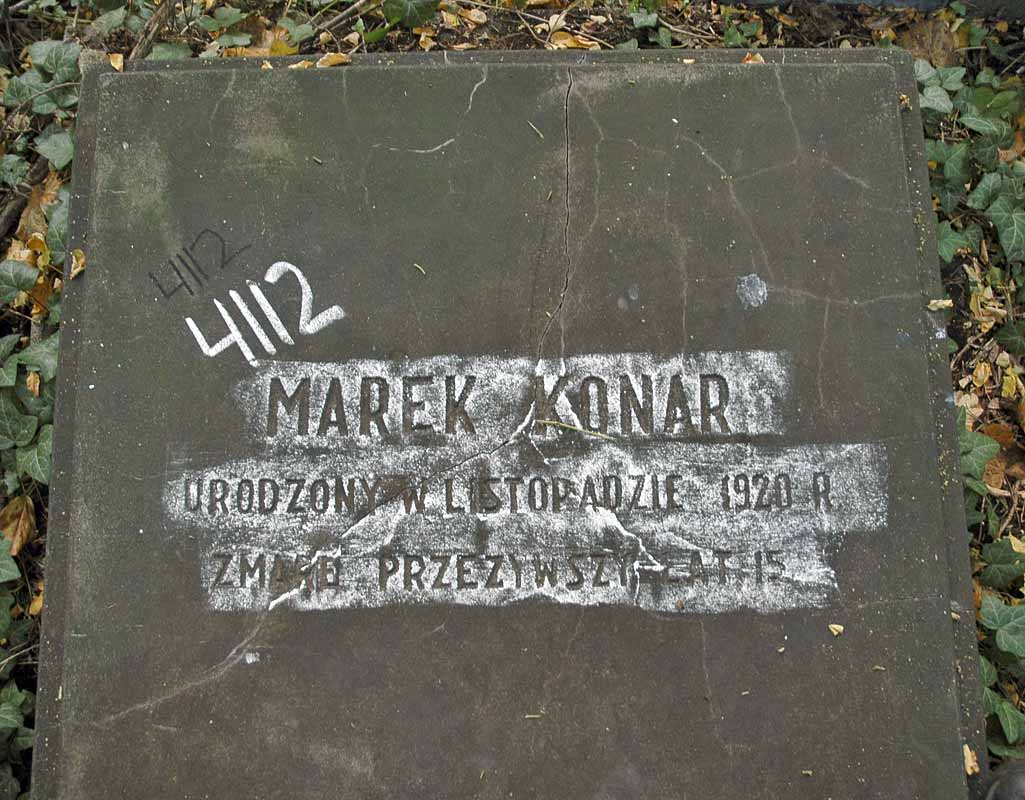 4112
4112
MAREK KONAR
URODZONY W LISTOPADZIE 1920 R
ZMARŁ PRZEŻYWSZY LAT 15